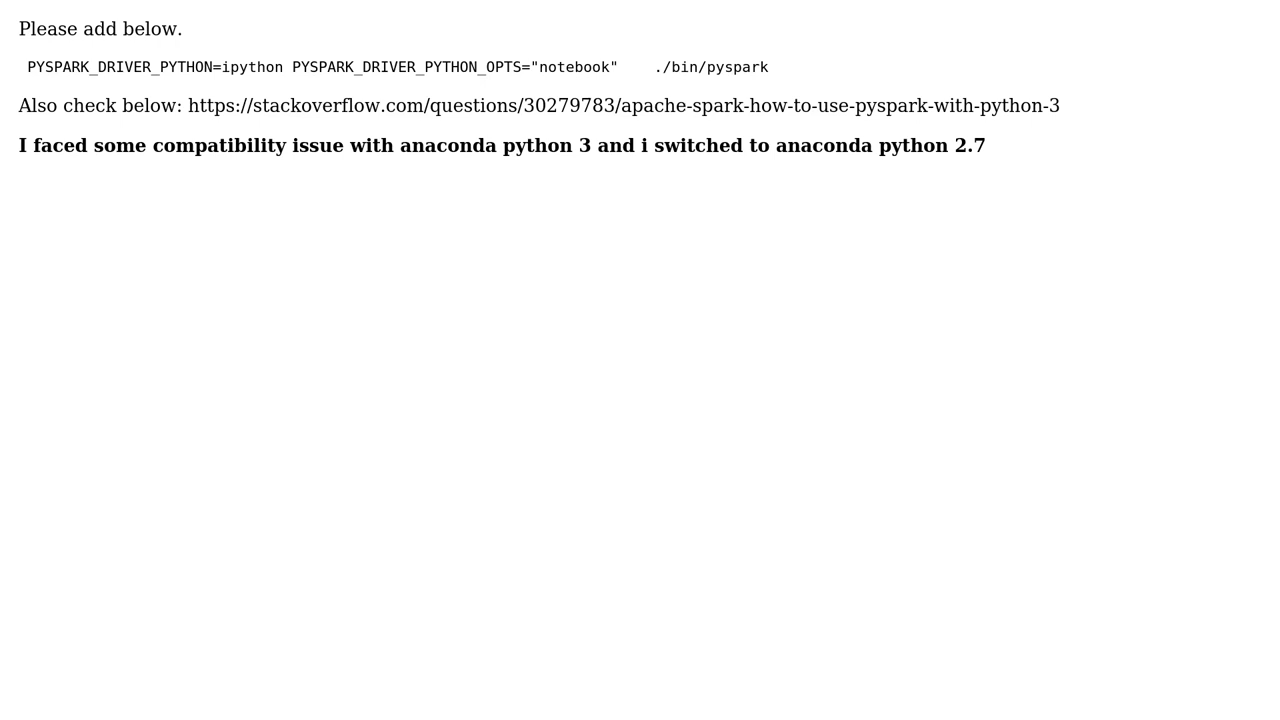 Please add below.
PYSPARK_DRIVER_PYTHON=ipython PYSPARK_DRIVER_PYTHON_OPTS="notebook"    ./bin/pyspark
Also check below: https://stackoverflow.com/questions/30279783/apache-spark-how-to-use-pyspark-with-python-3
I faced some compatibility issue with anaconda python 3 and i switched to anaconda python 2.7